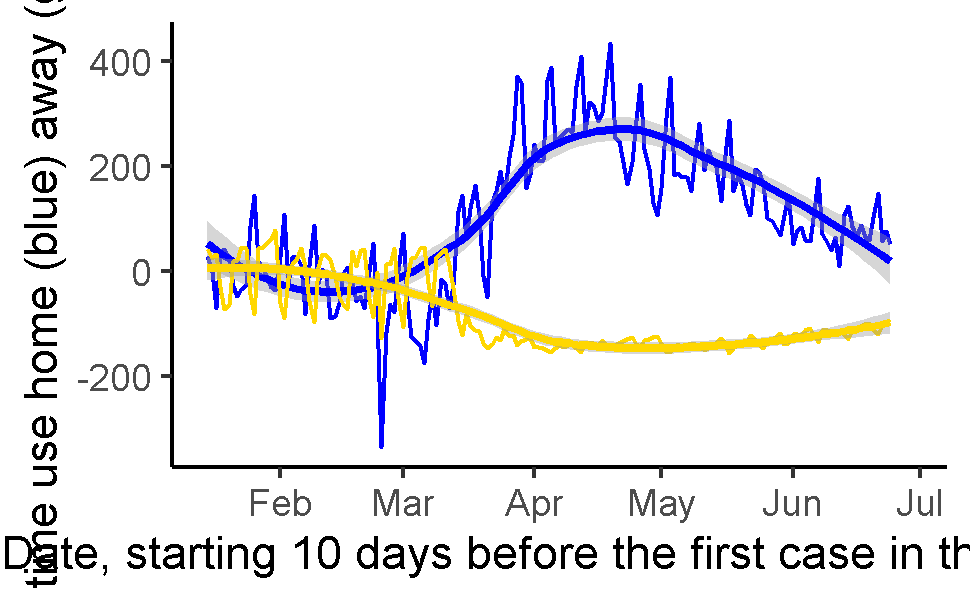 time use home (blue) away (
400
200
0
-200
Feb Mar Apr May Jun Jul
Date, starting 10 days before the first case in th